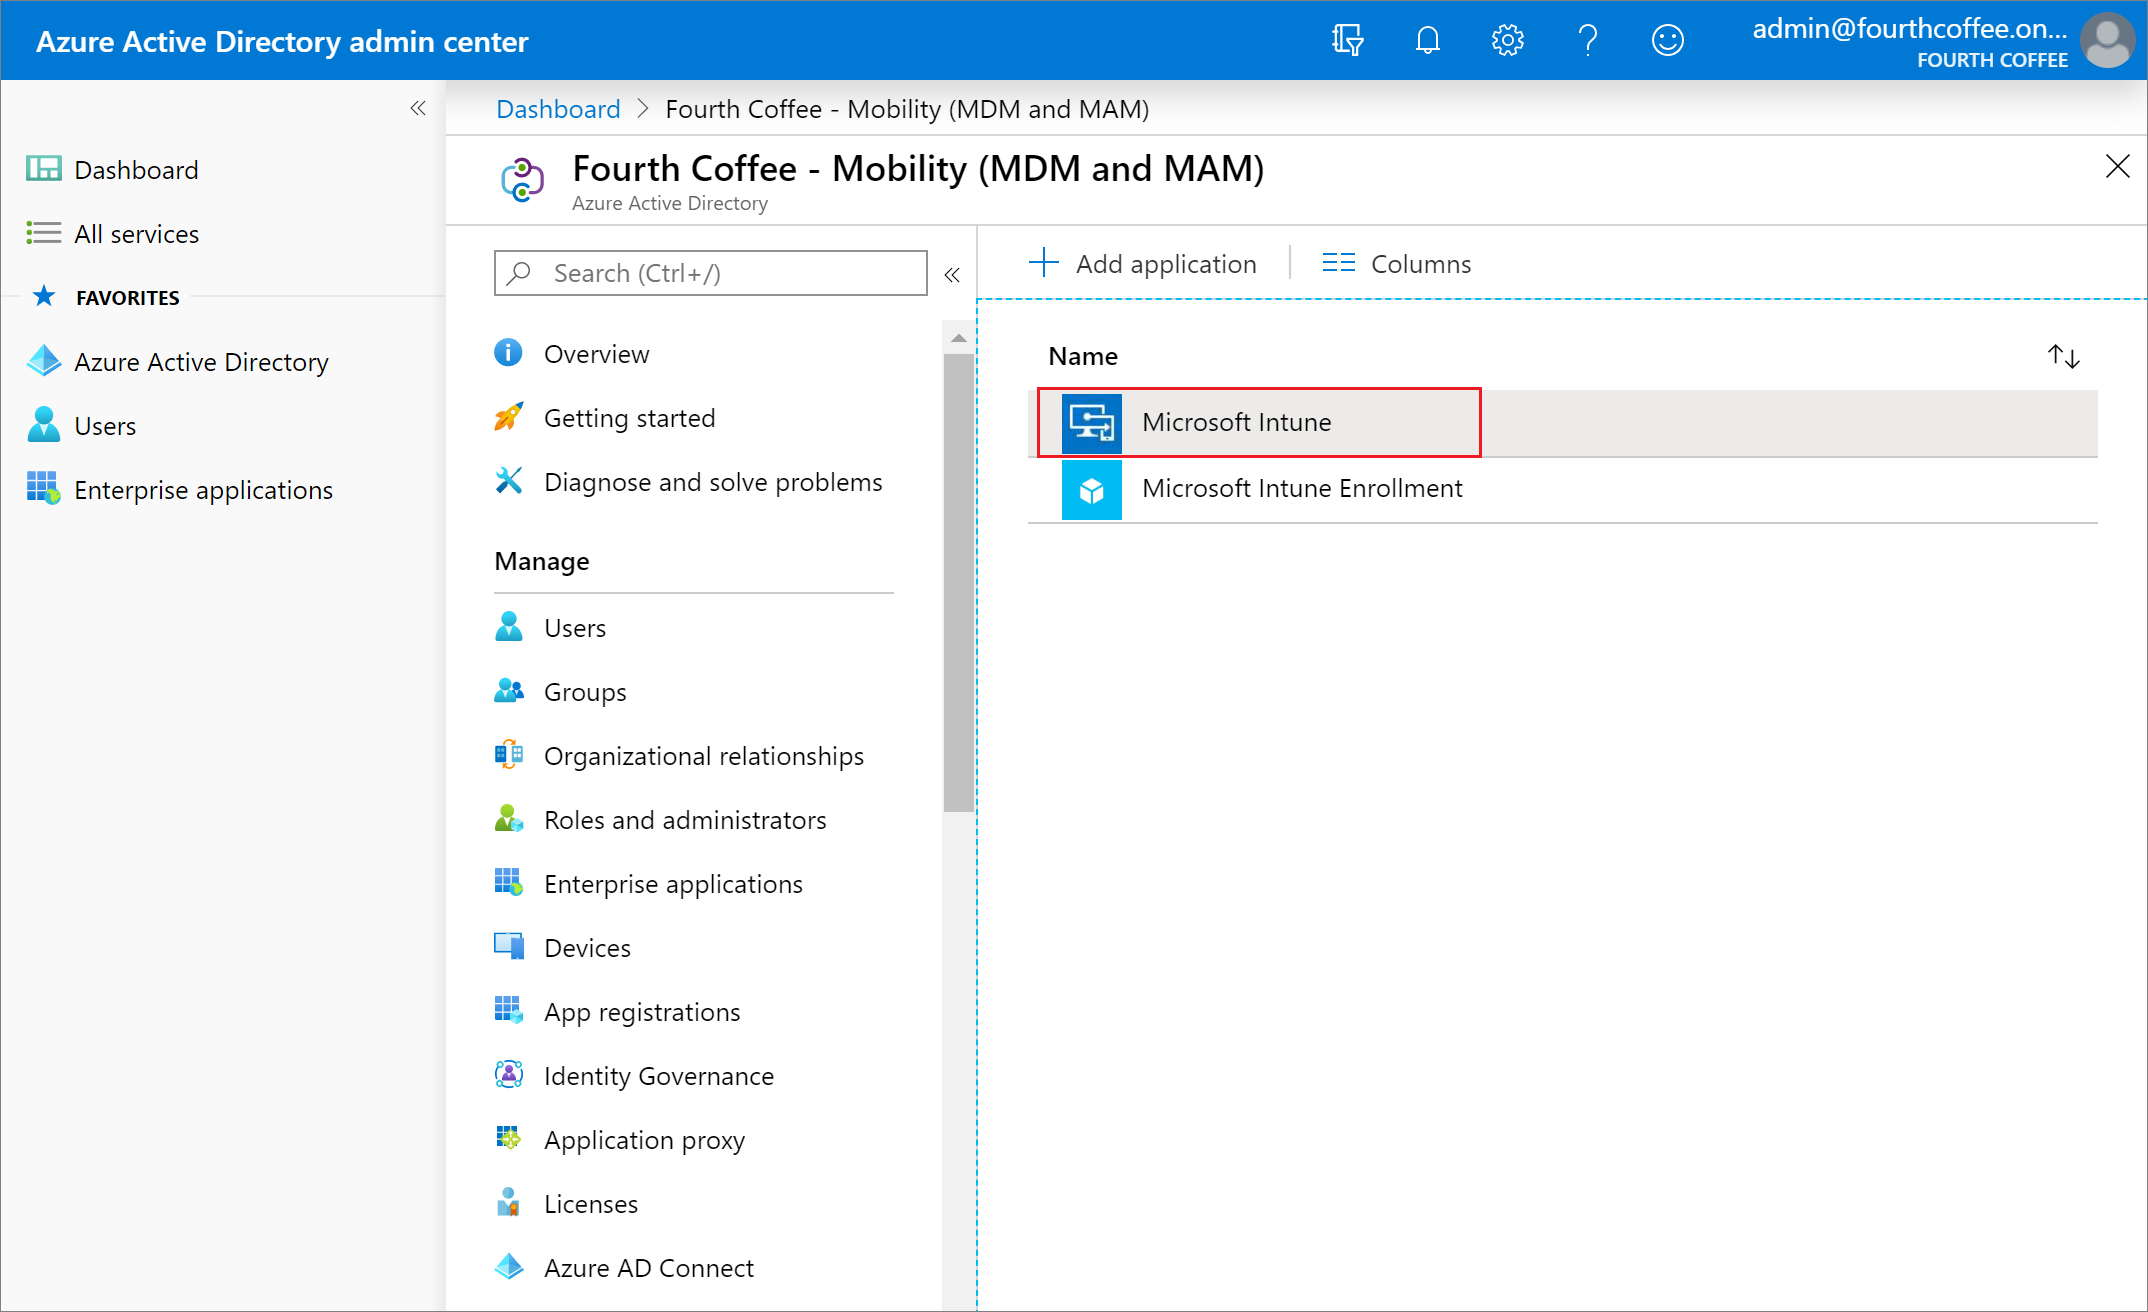 Azure Active Directory admin center
admin@fourthcoffee.on...
FOURTH COFFEE
Dashboard
All services
FAVORITES
Azure Active Directory
Users
Enterprise applications
Dashboard > Fourth Coffee - Mobility (MDM and MAM)
Fourth Coffee - Mobility (MDM and MAM)
Azure Active Directory
Search (Ctrl+/)
Overview
Getting started
Diagnose and solve problems
Manage
Users
Groups
Organizational relationships
Roles and administrators
Enterprise applications
Devices
App registrations
Identity Governance
Application proxy
Licenses
Azure AD Connect
Add application
Columns
Name
Microsoft Intune
Microsoft Intune Enrollment